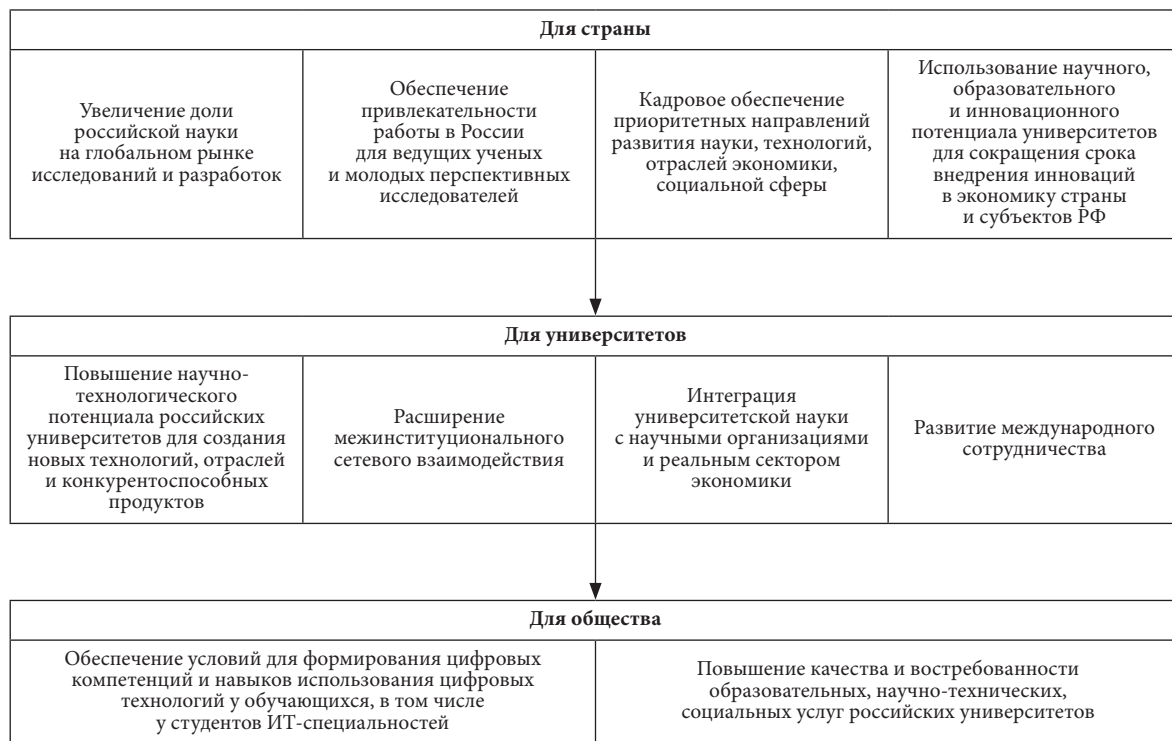 Для страны
Увеличение доли
российской науки
на глобальном рынке
исследований и разработок
Обеспечение
привлекательности
работы в России
для ведущих ученых
и молодых перспективных
исследователей
Кадровое обеспечение
приоритетных направлений
развития науки, технологий,
отраслей экономики,
социальной сферы
Использование научного,
образовательного
и инновационного
потенциала университетов
для сокращения срока
внедрения инноваций
в экономику страны
и субъектов РФ
Для университетов
Повышение научно-
технологического
потенциала российских
университетов для создания
новых технологий, отраслей
и конкурентоспособных
продуктов
Расширение
межинституционального
сетевого взаимодействия
Интеграция
университетской науки
с научными организациями
и реальным сектором
экономики
Развитие международного
сотрудничества
Для общества
Обеспечение условий для формирования цифровых
компетенций и навыков использования цифровых
технологий у обучающихся, в том числе
у студентов ИТ-специальностей
Повышение качества и востребованности
образовательных, научно-технических,
социальных услуг российских университетов